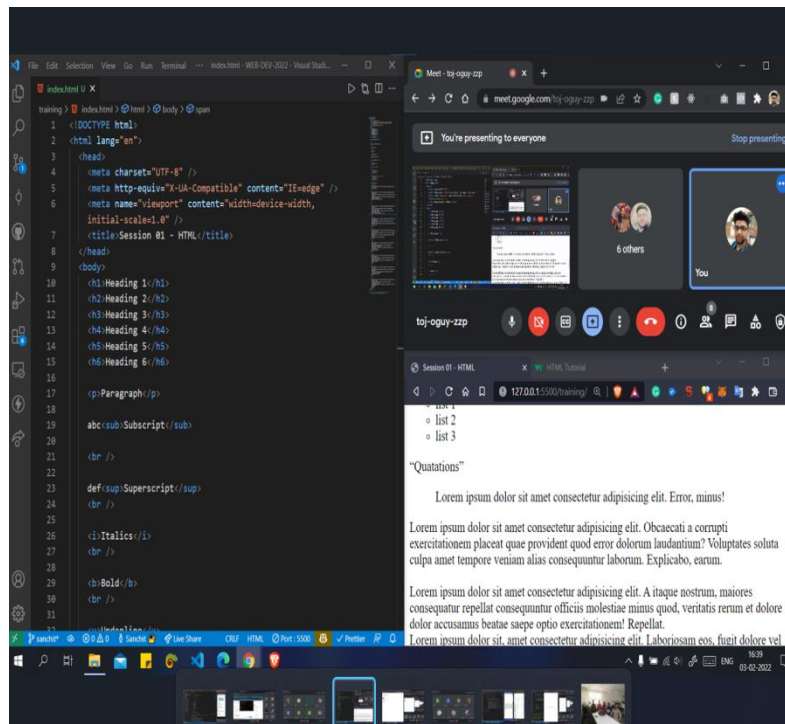 File Edit Selection View Go Run Terminal ··· index.html - WEB-DEV-2022 - Visual Studi...
index.html U X
training > index.html > html > body > span
1 <!DOCTYPE html>
2 <html lang="en">
3 <head>
4 <meta charset="UTF-8" />
5 <meta http-equiv="X-UA-Compatible" content="IE=edge" />
6 <meta name="viewport" content="width=device-width,
initial-scale=1.0" />
7 <title>Session 01 - HTML</title>
8 </head>
9 <body>
10 <h1>Heading 1</h1>
11 <h2>Heading 2</h2>
12 <h3>Heading 3</h3>
13 <h4>Heading 4</h4>
14 <h5>Heading 5</h5>
15 <h6>Heading 6</h6>
16
17 <p>Paragraph</p>
18
19 abc<sub>Subscript</sub>
20
21 <br />
22
23 def<sup>Superscript</sup>
24 <br />
25
26 <i>Italics</i>
27 <br />
28
29 <b>Bold</b>
30 <br />
31
sanchit* 0 0 Sanchit Live Share CRLF HTML Port : 5500 Prettier
Meet - toj-oguy-zzp
meet.google.com/toj-oguy-zzp
You're presenting to everyone
Stop presenting
6 others
You
toj-oguy-zzp
8
Session 01 - HTML
HTML Tutorial
127.0.0.1:5500/training/
list 1
list 2
list 3
“Quatations”
Lorem ipsum dolor sit amet consectetur adipisicing elit. Error, minus!
Lorem ipsum dolor sit amet consectetur adipisicing elit. Obcaecati a corrupti
exercitationem placeat quae provident quod error dolorum laudantium? Voluptates soluta
culpa amet tempore veniam alias consequuntur laborum. Explicabo, earum.
Lorem ipsum dolor sit amet consectetur adipisicing elit. A itaque nostrum, maiores
consequatur repellat consequuntur officiis molestiae minus quod, veritatis rerum et dolore
dolor accusamus beatae saepe optio exercitationem! Repellat.
Lorem ipsum dolor sit, amet consectetur adipisicing elit. Laboriosam eos, fugit dolore vel
ENG
16:39
03-02-2022